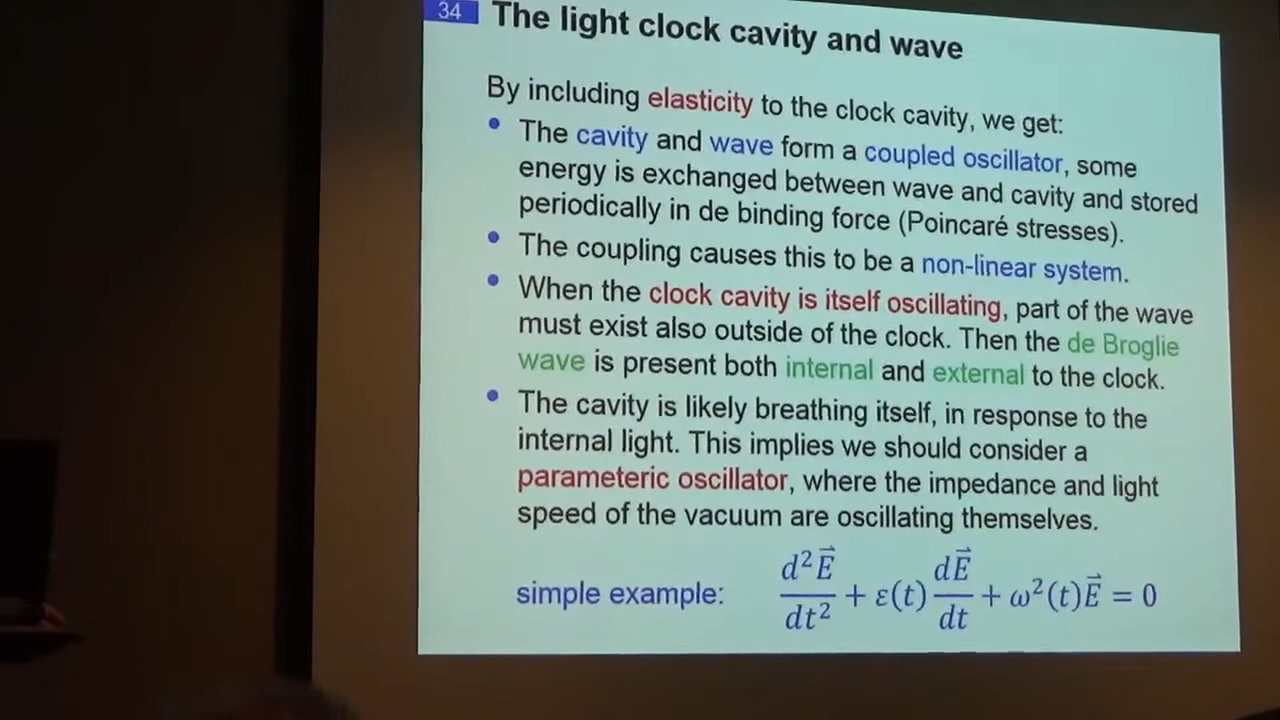 34 The light clock cavity and wave
By including elasticity to the clock cavity, we get:
• The cavity and wave form a coupled oscillator, some
energy is exchanged between wave and cavity and stored
periodically in de binding force (Poincaré stresses).
• The coupling causes this to be a non-linear system.
• When the clock cavity is itself oscillating, part of the wave
must exist also outside of the clock. Then the de Broglie
wave is present both internal and external to the clock.
• The cavity is likely breathing itself, in response to the
internal light. This implies we should consider a
parameteric oscillator, where the impedance and light
speed of the vacuum are oscillating themselves.
simple example: d²E⃗/dt² + ε(t) dE⃗/dt + ω²(t)E⃗ = 0